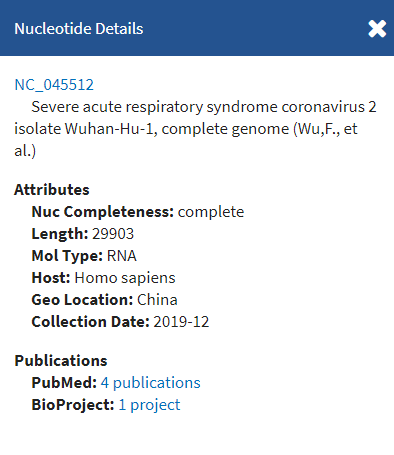 Nucleotide Details
NC_045512
Severe acute respiratory syndrome coronavirus 2
isolate Wuhan-Hu-1, complete genome (Wu,F., et
al.)
Attributes
Nuc Completeness: complete
Length: 29903
Mol Type: RNA
Host: Homo sapiens
Geo Location: China
Collection Date: 2019-12
Publications
PubMed: 4 publications
BioProject: 1 project